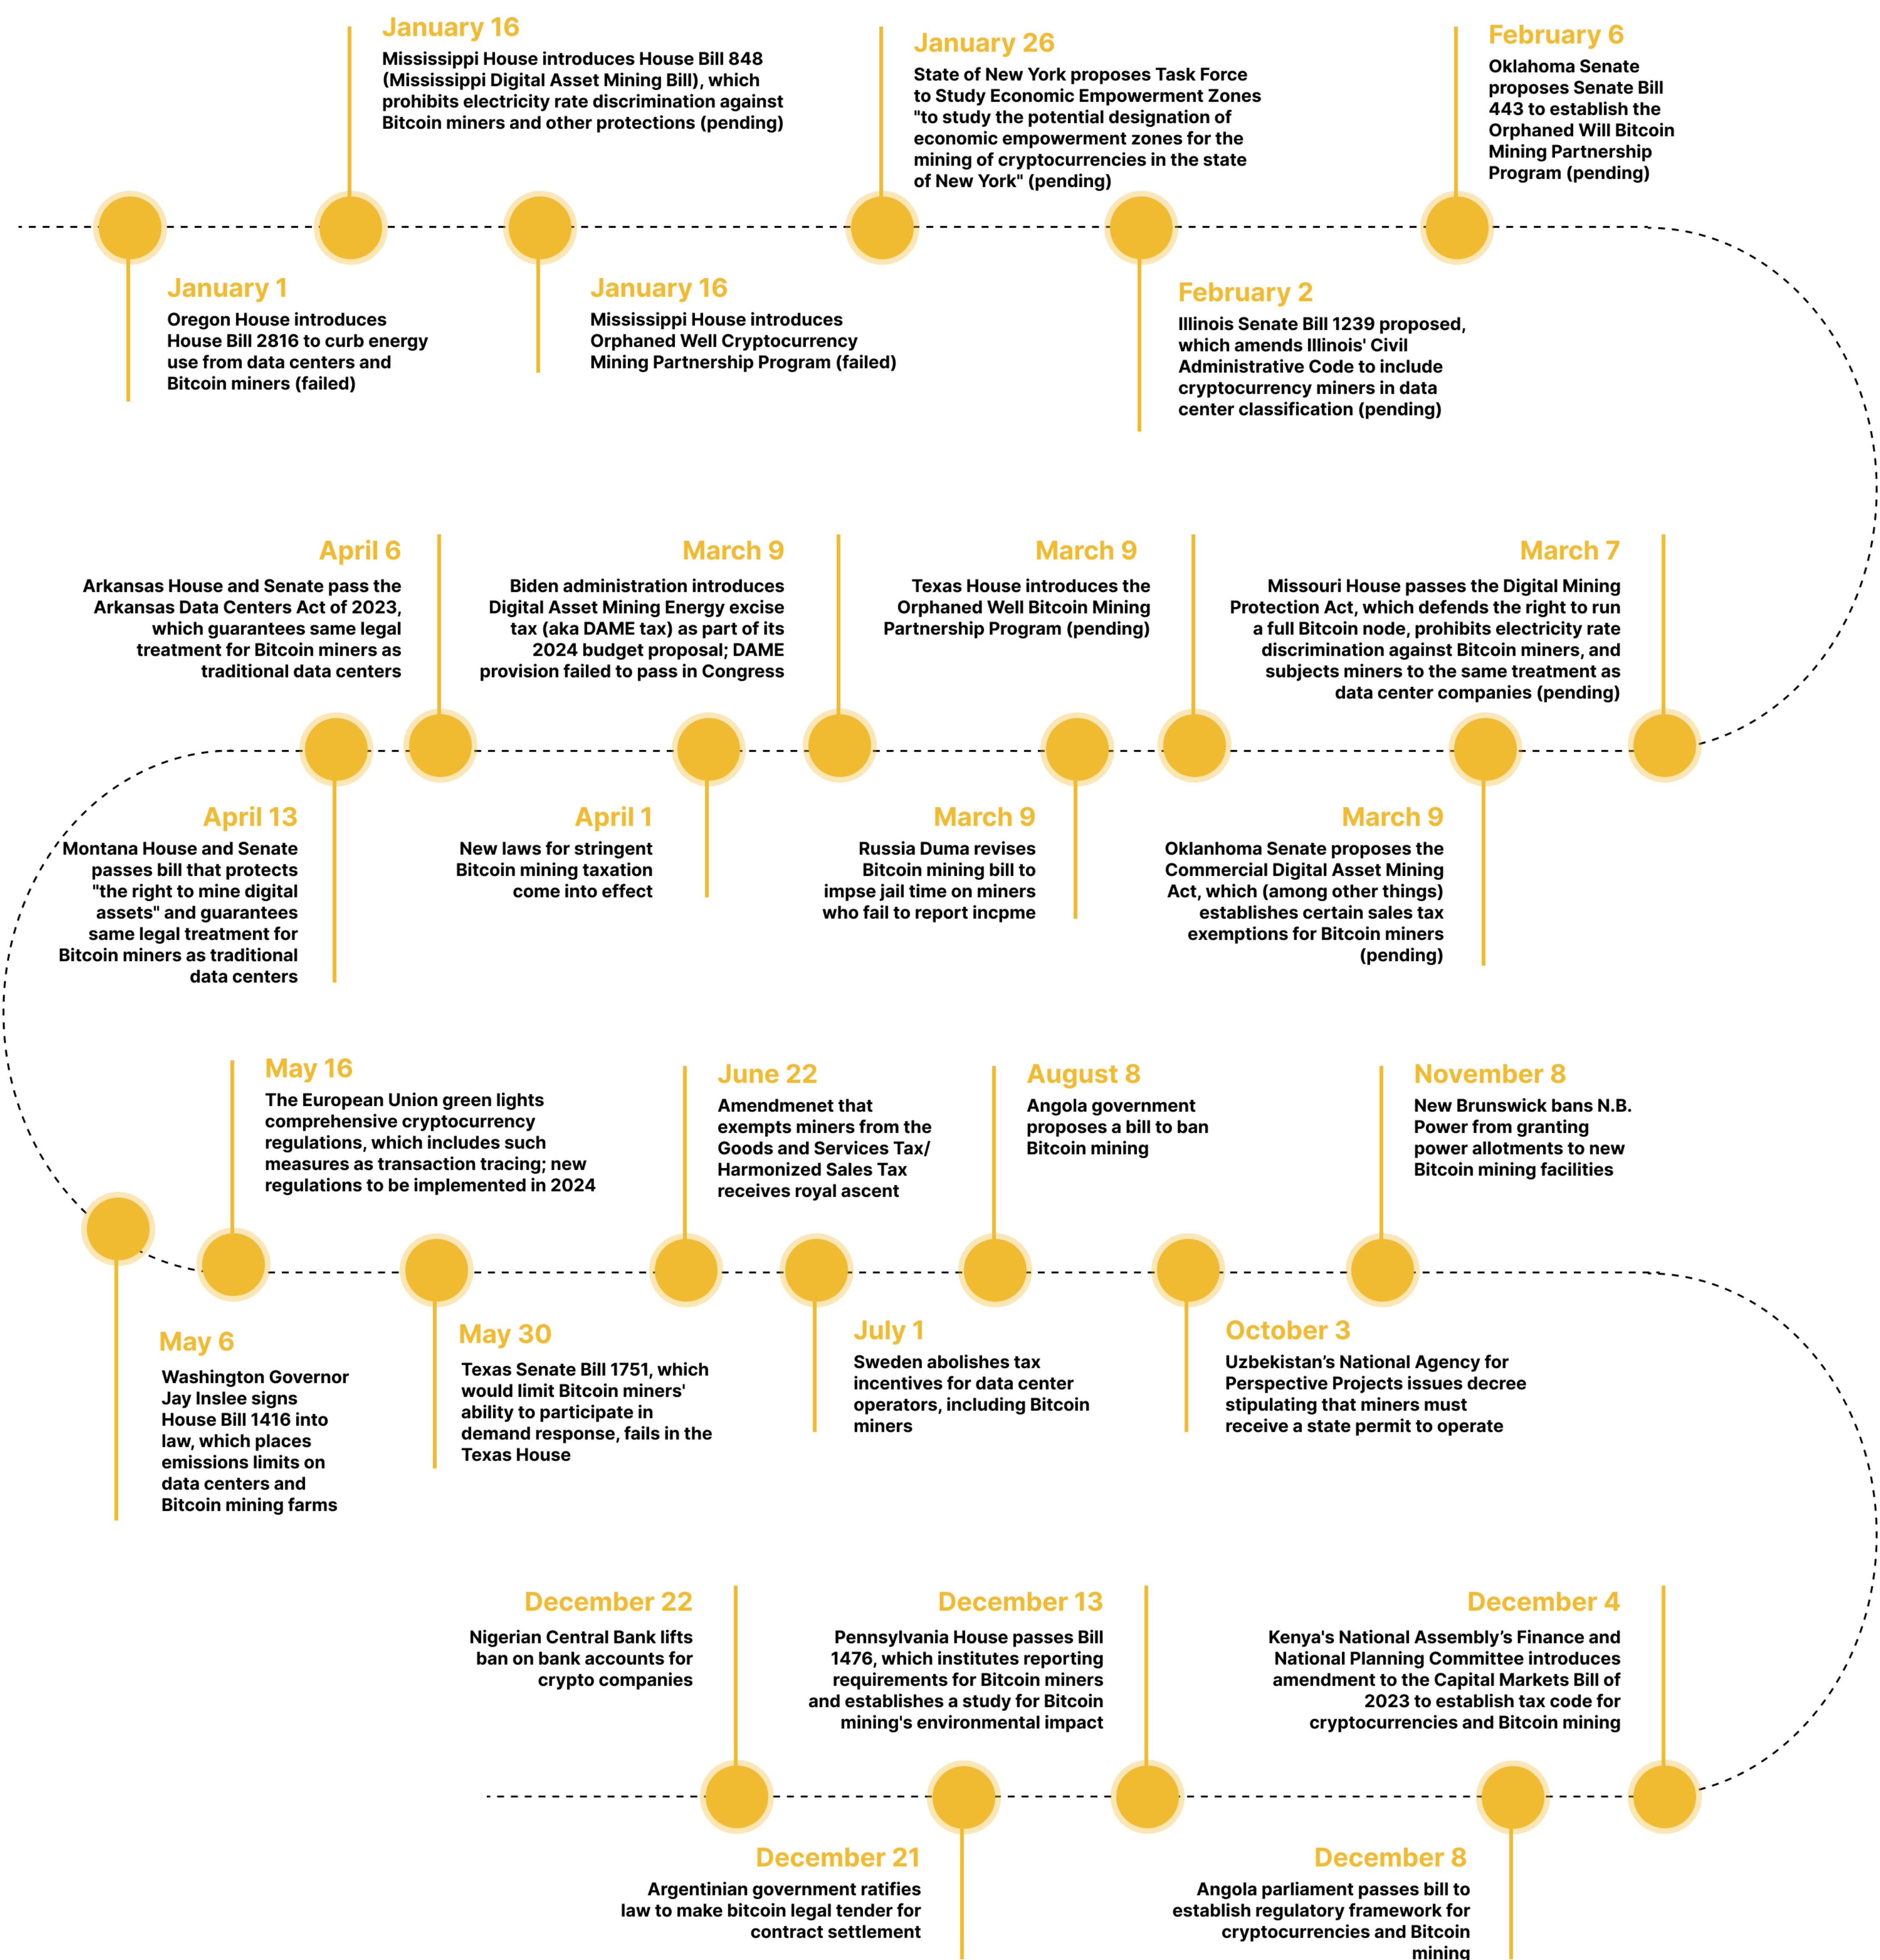 January 1
Oregon House introduces
House Bill 2816 to curb energy
use from data centers and
Bitcoin miners (failed)
January 16
Mississippi House introduces House Bill 848
(Mississippi Digital Asset Mining Bill), which
prohibits electricity rate discrimination against
Bitcoin miners and other protections (pending)
January 16
Mississippi House introduces
Orphaned Well Cryptocurrency
Mining Partnership Program (failed)
January 26
State of New York proposes Task Force
to Study Economic Empowerment Zones
"to study the potential designation of
economic empowerment zones for the
mining of cryptocurrencies in the state
of New York" (pending)
February 2
Illinois Senate Bill 1239 proposed,
which amends Illinois' Civil
Administrative Code to include
cryptocurrency miners in data
center classification (pending)
February 6
Oklahoma Senate
proposes Senate Bill
443 to establish the
Orphaned Will Bitcoin
Mining Partnership
Program (pending)
March 7
Missouri House passes the Digital Mining
Protection Act, which defends the right to run
a full Bitcoin node, prohibits electricity rate
discrimination against Bitcoin miners, and
subjects miners to the same treatment as
data center companies (pending)
March 9
Oklanhoma Senate proposes the
Commercial Digital Asset Mining
Act, which (among other things)
establishes certain sales tax
exemptions for Bitcoin miners
(pending)
March 9
Texas House introduces the
Orphaned Well Bitcoin Mining
Partnership Program (pending)
March 9
Russia Duma revises
Bitcoin mining bill to
impse jail time on miners
who fail to report incpme
March 9
Biden administration introduces
Digital Asset Mining Energy excise
tax (aka DAME tax) as part of its
2024 budget proposal; DAME
provision failed to pass in Congress
April 1
New laws for stringent
Bitcoin mining taxation
come into effect
April 6
Arkansas House and Senate pass the
Arkansas Data Centers Act of 2023,
which guarantees same legal
treatment for Bitcoin miners as
traditional data centers
April 13
Montana House and Senate
passes bill that protects
"the right to mine digital
assets" and guarantees
same legal treatment for
Bitcoin miners as traditional
data centers
May 6
Washington Governor
Jay Inslee signs
House Bill 1416 into
law, which places
emissions limits on
data centers and
Bitcoin mining farms
May 16
The European Union green lights
comprehensive cryptocurrency
regulations, which includes such
measures as transaction tracing; new
regulations to be implemented in 2024
May 30
Texas Senate Bill 1751, which
would limit Bitcoin miners'
ability to participate in
demand response, fails in the
Texas House
June 22
Amendmenet that
exempts miners from the
Goods and Services Tax/
Harmonized Sales Tax
receives royal ascent
July 1
Sweden abolishes tax
incentives for data center
operators, including Bitcoin
miners
August 8
Angola government
proposes a bill to ban
Bitcoin mining
October 3
Uzbekistan’s National Agency for
Perspective Projects issues decree
stipulating that miners must
receive a state permit to operate
November 8
New Brunswick bans N.B.
Power from granting
power allotments to new
Bitcoin mining facilities
December 4
Kenya's National Assembly’s Finance and
National Planning Committee introduces
amendment to the Capital Markets Bill of
2023 to establish tax code for
cryptocurrencies and Bitcoin mining
December 8
Angola parliament passes bill to
establish regulatory framework for
cryptocurrencies and Bitcoin
mining
December 13
Pennsylvania House passes Bill
1476, which institutes reporting
requirements for Bitcoin miners
and establishes a study for Bitcoin
mining's environmental impact
December 21
Argentinian government ratifies
law to make bitcoin legal tender for
contract settlement
December 22
Nigerian Central Bank lifts
ban on bank accounts for
crypto companies